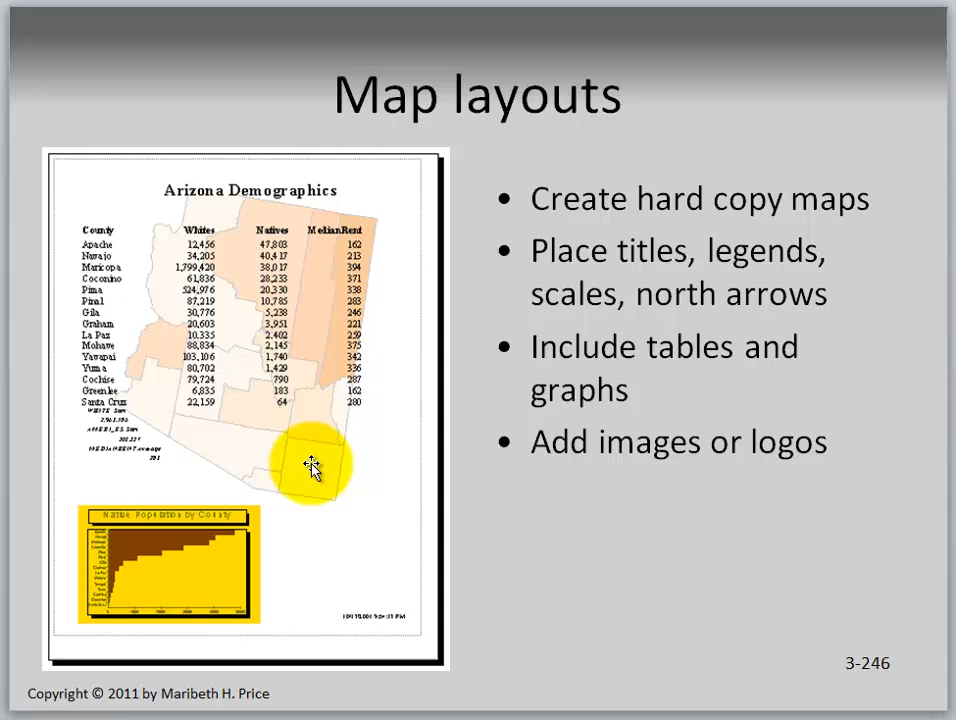 Map layouts
Arizona Demographics
County Whites Natives MedianRent
Apache 12,456 47,803 162
Navajo 34,205 40,417 213
Maricopa 1,799,420 38,017 394
Coconino 61,836 28,233 371
Pima 524,976 20,330 338
Pinal 87,219 10,785 283
Gila 30,776 5,238 246
Graham 20,603 3,951 221
La Paz 10,335 2,402 259
Mohave 88,834 2,145 375
Yavapai 103,106 1,740 342
Yuma 80,702 1,429 336
Cochise 79,724 790 287
Greenlee 6,835 183 162
Santa Cruz 22,159 64 280
WHITE Sum
Sum
MEDIANRENT Average
Native Population by County
• Create hard copy maps
• Place titles, legends,
scales, north arrows
• Include tables and
graphs
• Add images or logos
3-246
Copyright © 2011 by Maribeth H. Price